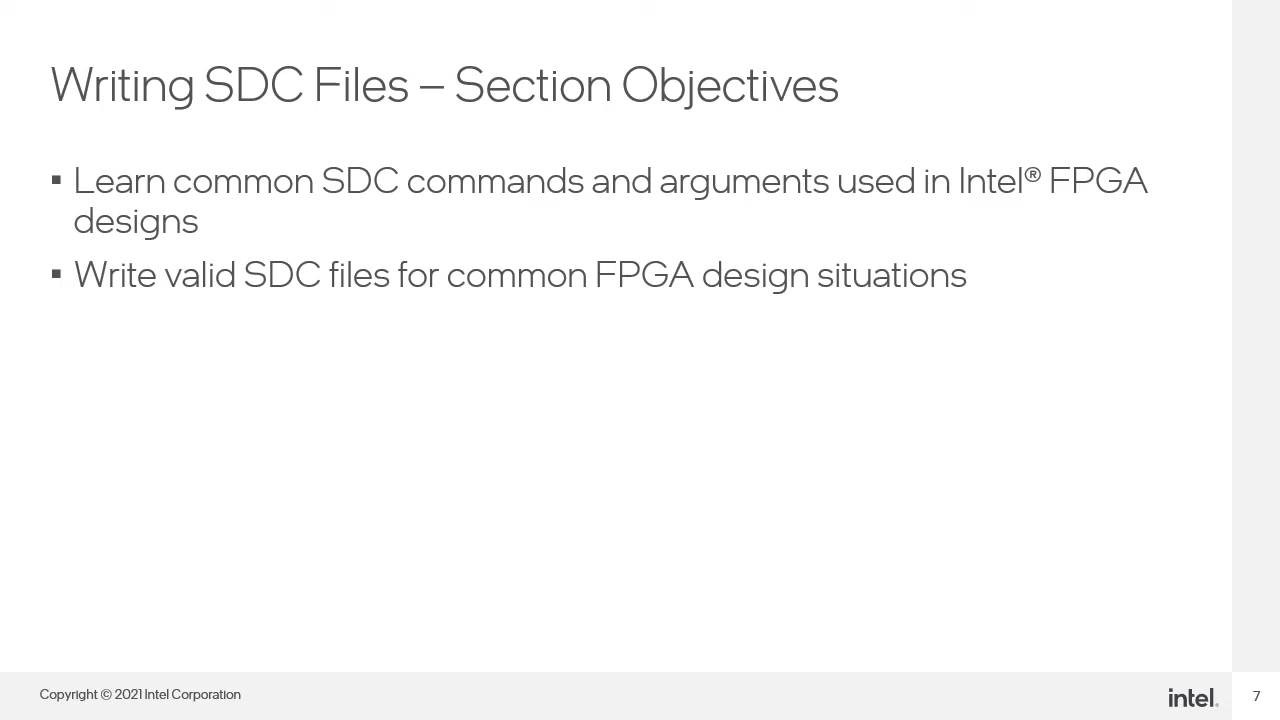 Writing SDC Files – Section Objectives
▪ Learn common SDC commands and arguments used in Intel® FPGA
designs
▪ Write valid SDC files for common FPGA design situations
Copyright © 2021 Intel Corporation
intel.
7